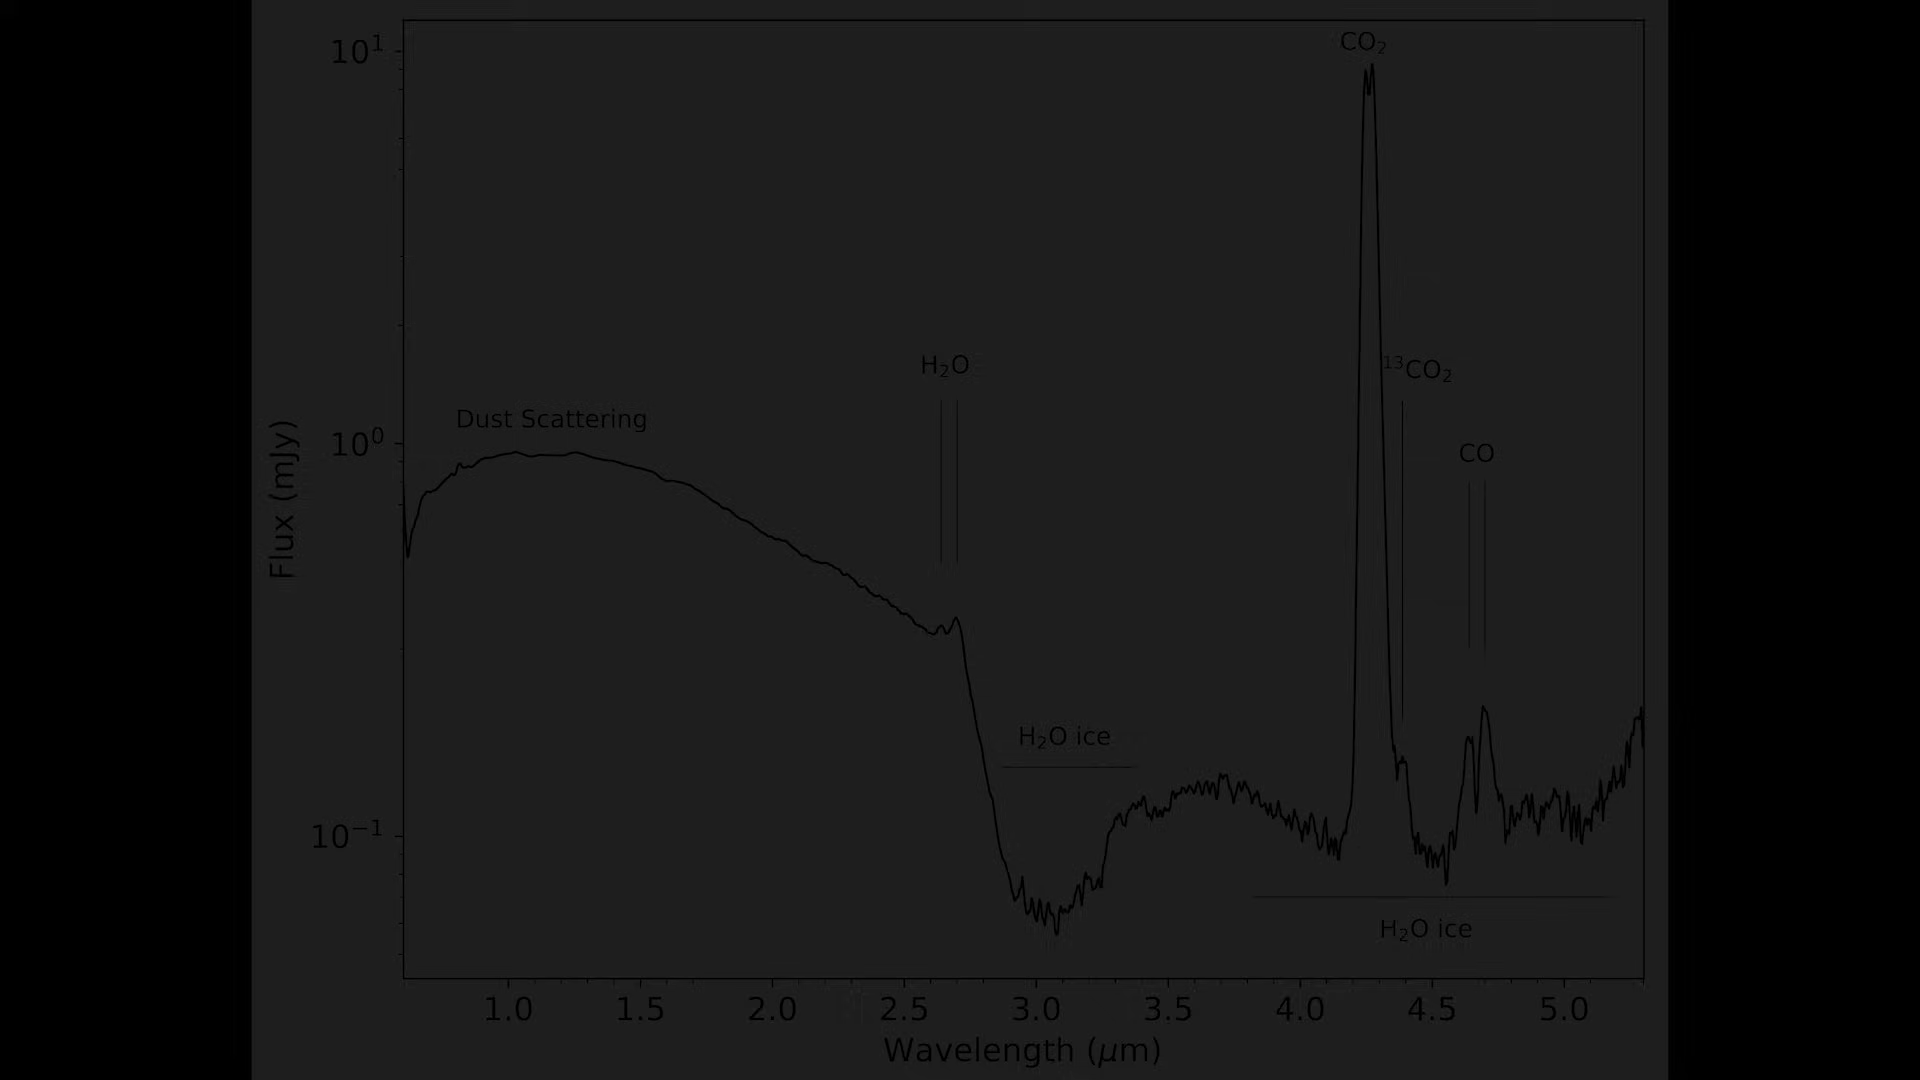 CO₂
10¹
H₂O
¹³CO₂
Dust Scattering
10⁰
CO
Flux (mJy)
H₂O ice
10⁻¹
H₂O ice
1.0 1.5 2.0 2.5 3.0 3.5 4.0 4.5 5.0
Wavelength (μm)